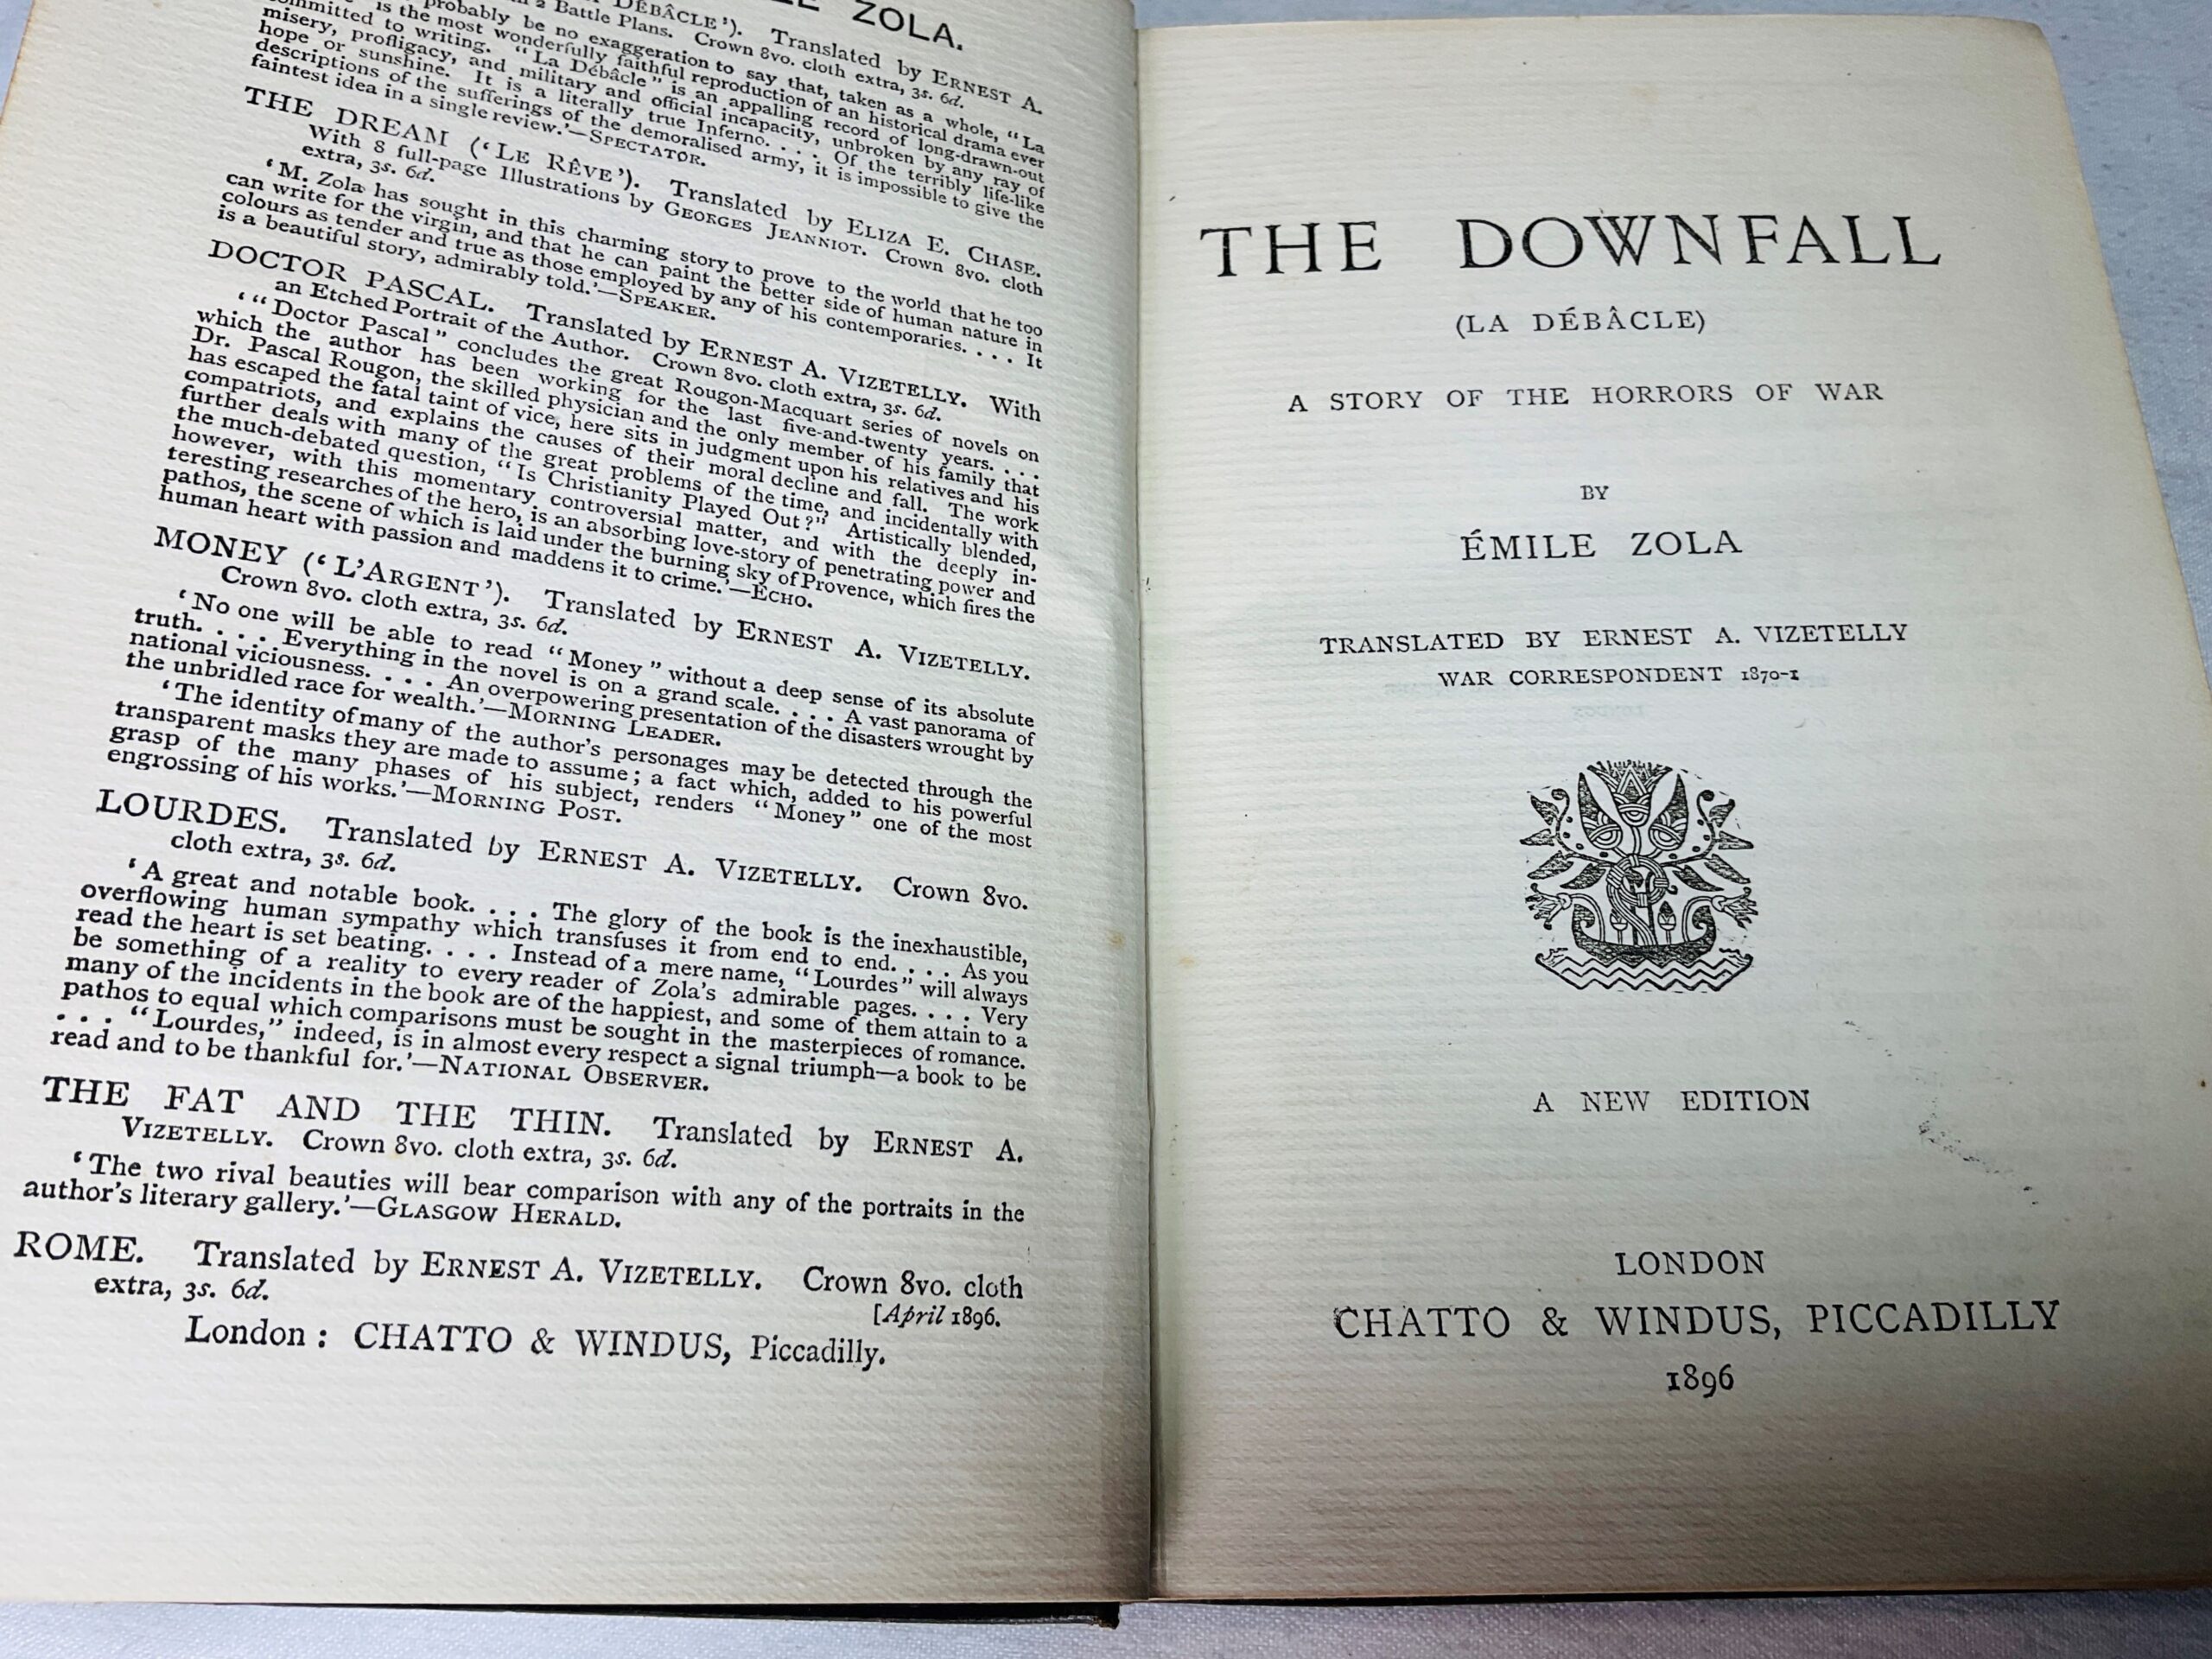 ZOLA.
DÉBÂCLE'). Translated by ERNEST A.
2 Battle Plans. Crown 8vo. cloth extra, 3s. 6d.
probably be no exaggeration to say that, taken as a whole, "La
is the most wonderfully faithful reproduction of an historical drama ever
committed to writing. "La Débâcle" is an appalling record of long-drawn-out
misery, profligacy, and military and official incapacity, unbroken by any ray of
hope or sunshine. It is a literally true Inferno. . . . Of the terribly life-like
descriptions of the sufferings of the demoralised army, it is impossible to give the
faintest idea in a single review.'—SPECTATOR.
THE DREAM ('LE RÊVE'). Translated by ELIZA E. CHASE.
With 8 full-page Illustrations by GEORGES JEANNIOT. Crown 8vo. cloth
extra, 3s. 6d.
'M. Zola has sought in this charming story to prove to the world that he too
can write for the virgin, and that he can paint the better side of human nature in
colours as tender and true as those employed by any of his contemporaries. . . . It
is a beautiful story, admirably told.'—SPEAKER.
DOCTOR PASCAL. Translated by ERNEST A. VIZETELLY. With
an Etched Portrait of the Author. Crown 8vo. cloth extra, 3s. 6d.
'"Doctor Pascal" concludes the great Rougon-Macquart series of novels on
which the author has been working for the last five-and-twenty years. . . .
Dr. Pascal Rougon, the skilled physician and the only member of his family that
has escaped the fatal taint of vice, here sits in judgment upon his relatives and his
compatriots, and explains the causes of their moral decline and fall. The work
further deals with many of the great problems of the time, and incidentally with
the much-debated question, "Is Christianity Played Out?" Artistically blended,
however, with this momentary controversial matter, and with the deeply in-
teresting researches of the hero, is an absorbing love-story of penetrating power and
pathos, the scene of which is laid under the burning sky of Provence, which fires the
human heart with passion and maddens it to crime.'—ECHO.
MONEY ('L'ARGENT'). Translated by ERNEST A. VIZETELLY.
Crown 8vo. cloth extra, 3s. 6d.
'No one will be able to read "Money" without a deep sense of its absolute
truth. . . . Everything in the novel is on a grand scale. . . . A vast panorama of
national viciousness. . . . An overpowering presentation of the disasters wrought by
the unbridled race for wealth.'—MORNING LEADER.
'The identity of many of the author's personages may be detected through the
transparent masks they are made to assume; a fact which, added to his powerful
grasp of the many phases of his subject, renders "Money" one of the most
engrossing of his works.'—MORNING POST.
LOURDES. Translated by ERNEST A. VIZETELLY. Crown 8vo.
cloth extra, 3s. 6d.
'A great and notable book. . . . The glory of the book is the inexhaustible,
overflowing human sympathy which transfuses it from end to end. . . . As you
read the heart is set beating. . . . Instead of a mere name, "Lourdes" will always
be something of a reality to every reader of Zola's admirable pages. . . . Very
many of the incidents in the book are of the happiest, and some of them attain to a
pathos to equal which comparisons must be sought in the masterpieces of romance.
. . . "Lourdes," indeed, is in almost every respect a signal triumph—a book to be
read and to be thankful for.'—NATIONAL OBSERVER.
THE FAT AND THE THIN. Translated by ERNEST A.
VIZETELLY. Crown 8vo. cloth extra, 3s. 6d.
'The two rival beauties will bear comparison with any of the portraits in the
author's literary gallery.'—GLASGOW HERALD.
ROME. Translated by ERNEST A. VIZETELLY. Crown 8vo. cloth
extra, 3s. 6d.
[April 1896.
London: CHATTO & WINDUS, Piccadilly.
THE DOWNFALL
(LA DÉBÂCLE)
A STORY OF THE HORRORS OF WAR
BY
ÉMILE ZOLA
TRANSLATED BY ERNEST A. VIZETELLY
WAR CORRESPONDENT 1870-1
A NEW EDITION
LONDON
CHATTO & WINDUS, PICCADILLY
1896